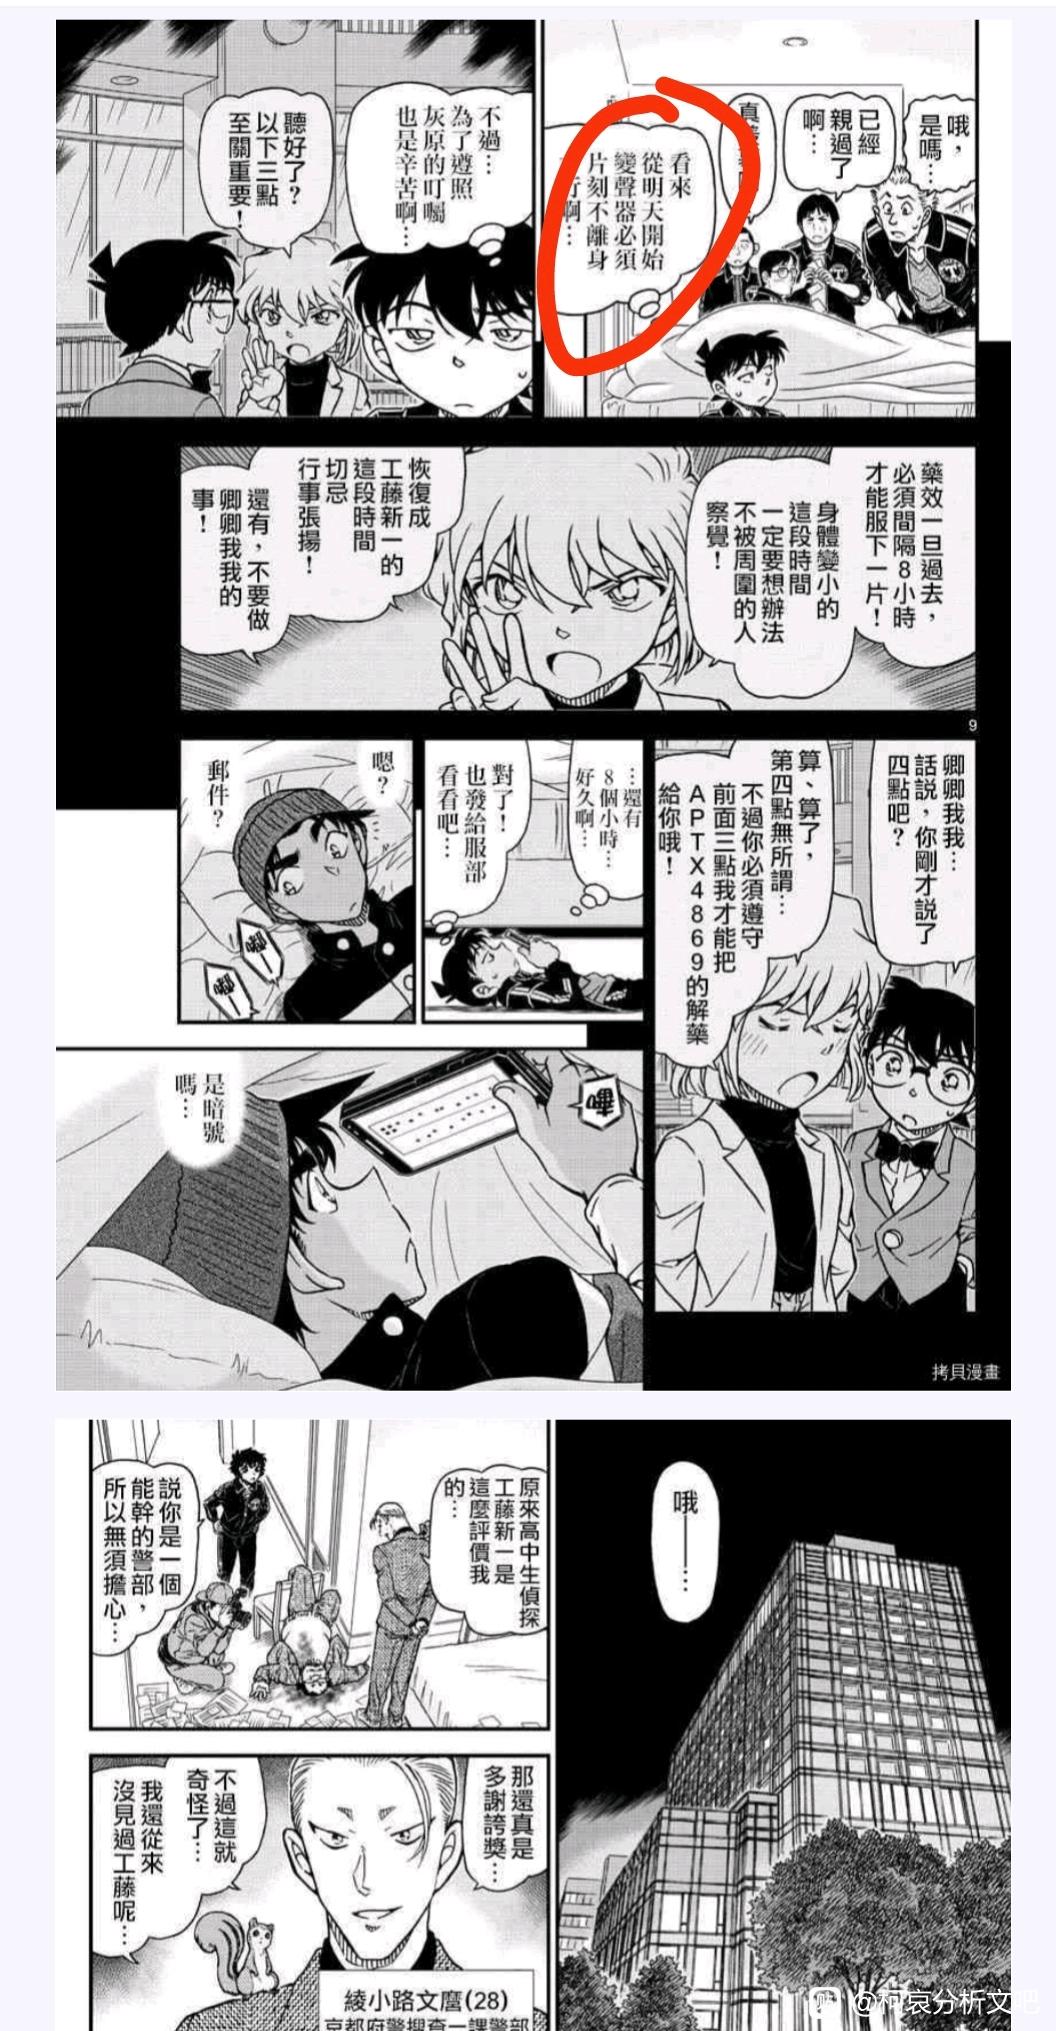 哦，
是嗎…
已經
親過了
啊…
看來
從明天開始
變聲器必須
片刻不離身
行啊…
不過…
為了遵照
灰原的叮囑
也是辛苦啊…
聽好了？
以下三點
至關重要！
藥效一旦過去，
必須間隔8小時
才能服下一片！
身體變小的
這段時間
一定要想辦法
不被周圍的人
察覺！
恢復成
工藤新一的
這段時間
切忌
行事張揚！
還有，不要做
卿卿我我的
事！
9
卿卿我我…
話說，你剛才說了
四點吧？
算、算了，
第四點無所謂…
不過你必須遵守
前面三點我才能把
APTX4869的解藥
給你哦！
…還有
8個小時…
好久啊…
對了！
也發給服部
看看吧…
嗯？
郵件？
是暗號
嗎…
拷貝漫畫
哦——…
原來高中生偵探
工藤新一是
這麼評價我
的…
說你是一個
能幹的警部，
所以無須擔心…
那還真是
多謝誇獎…
不過這就
奇怪了…
我還從來
沒見過工藤呢…
綾小路文麿(28)
京都府警搜查一課警部
@柯哀分析文吧